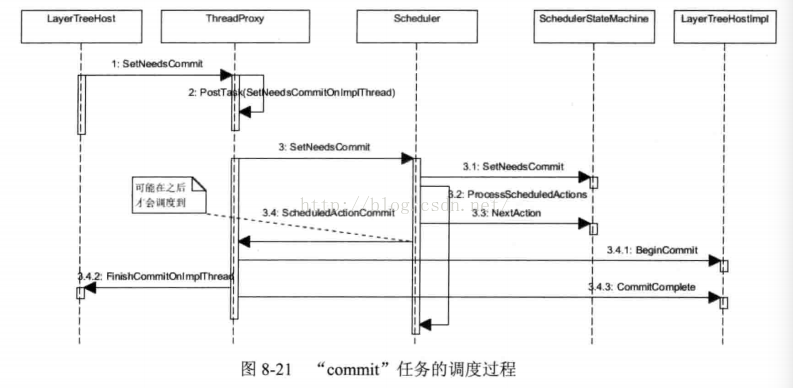 LayerTreeHost
ThreadProxy
Scheduler
SchedulerStateMachine
LayerTreeHostImpl
1: SetNeedsCommit
2: PostTask(SetNeedsCommitOnImplThread)
3: SetNeedsCommit
3.1: SetNeedsCommit
可能在之后
才会调度到
3.2: ProcessScheduledActions
http://blog.csdn.net/
3.4: ScheduledActionCommit
3.3: NextAction
3.4.1: BeginCommit
3.4.2: FinishCommitOnImplThread
3.4.3: CommitComplete
图 8-21 “commit”任务的调度过程